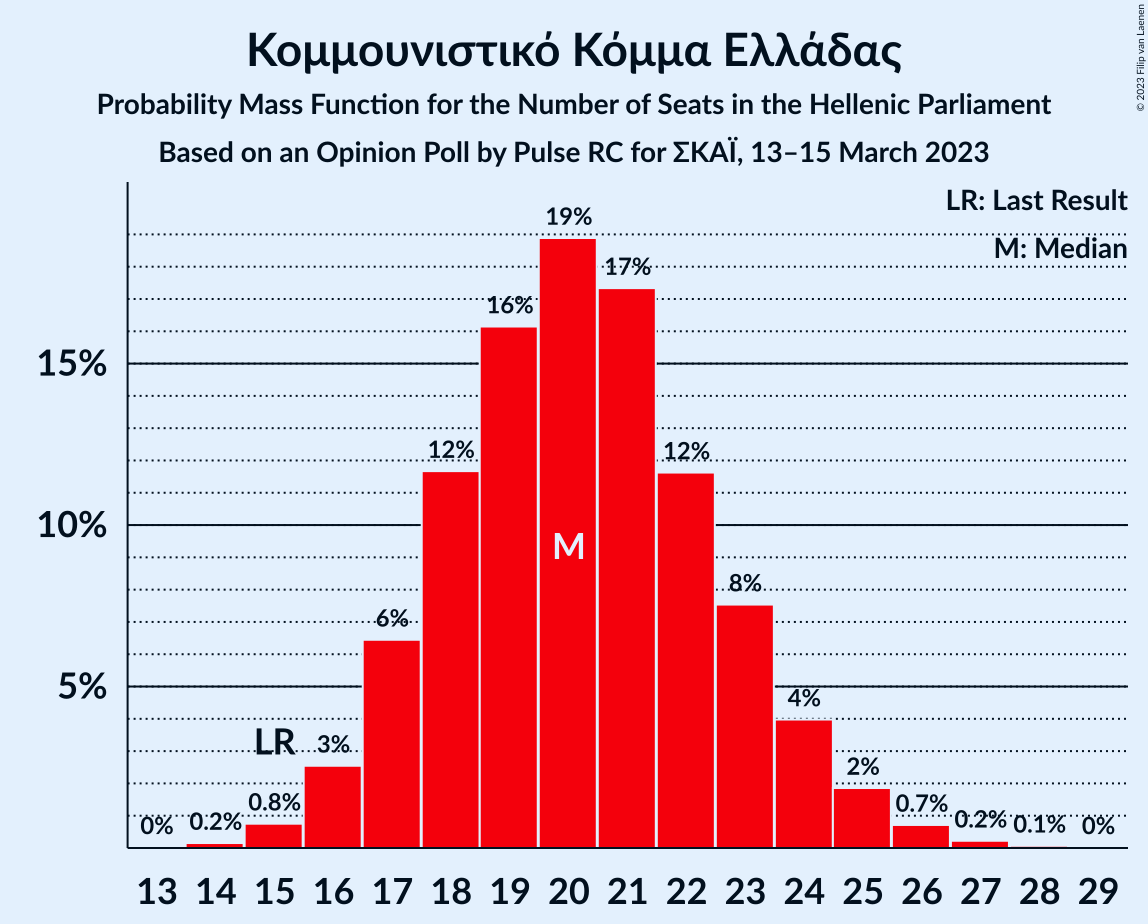 Κομμουνιστικό Κόμμα Ελλάδας
Probability Mass Function for the Number of Seats in the Hellenic Parliament
Based on an Opinion Poll by Pulse RC for ΣΚΑΪ, 13–15 March 2023
© 2023 Filip van Laenen
LR: Last Result
M: Median
15%
10%
5%
0%
0.2%
0.8%
LR
3%
6%
12%
16%
19%
M
17%
12%
8%
4%
2%
0.7%
0.2%
0.1%
0%
13 14 15 16 17 18 19 20 21 22 23 24 25 26 27 28 29